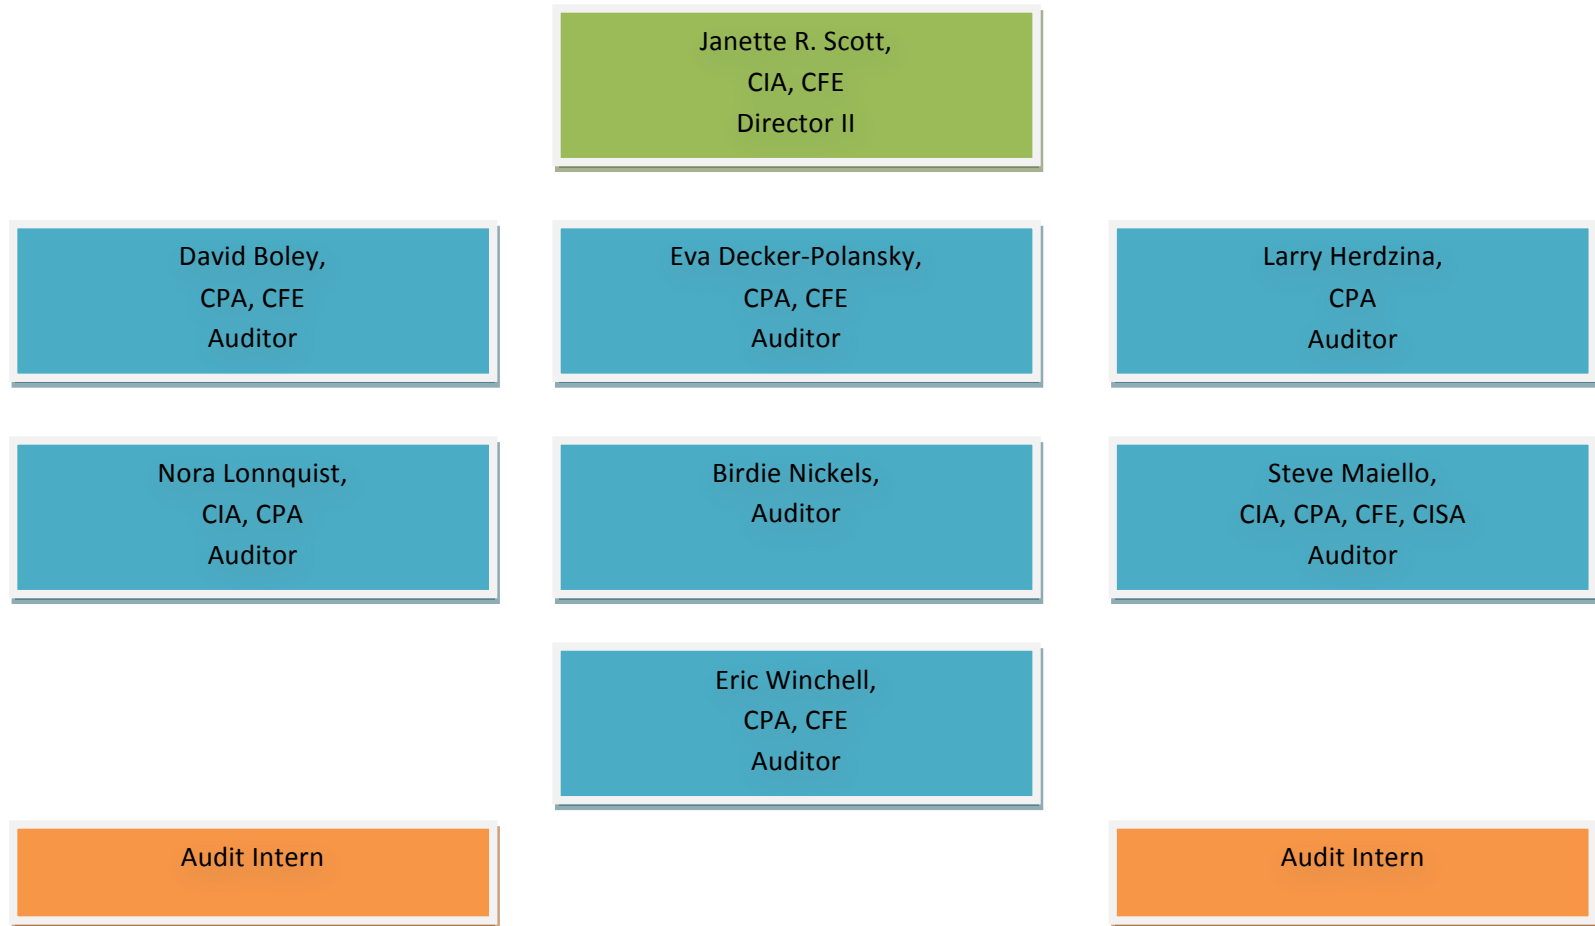 Janette R. Scott,
CIA, CFE
Director II
David Boley,
CPA, CFE
Auditor
Eva Decker-Polansky,
CPA, CFE
Auditor
Larry Herdzina,
CPA
Auditor
Nora Lonnquist,
CIA, CPA
Auditor
Birdie Nickels,
Auditor
Steve Maiello,
CIA, CPA, CFE, CISA
Auditor
Eric Winchell,
CPA, CFE
Auditor
Audit Intern
Audit Intern